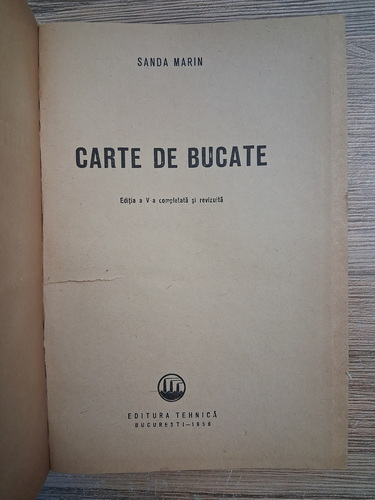 SANDA MARIN
CARTE DE BUCATE
Ediția a V-a completată și revizuită
EDITURA TEHNICĂ
BUCUREȘTI—1958